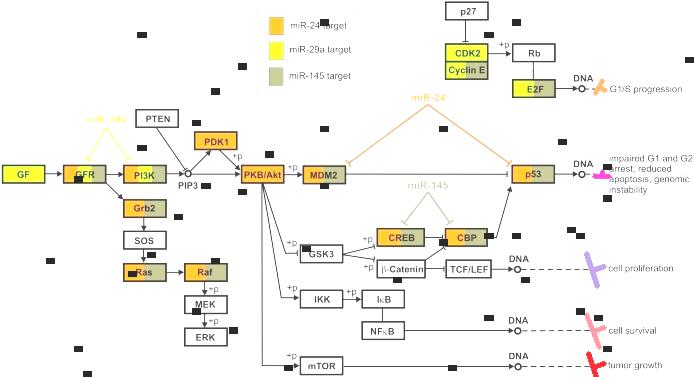 p27
miR-24 target
miR-29a target
miR-145 target
+p
CDK2
Rb
Cyclin E
DNA
E2F
G1/S progression
miR-24
PTEN
PDK1
+p
DNA
impaired G1 and G2
arrest, reduced
apoptosis, genomic
instability
GF
GFR
PI3K
PIP3
PKB/Akt
+p
MDM2
p53
miR-145
Grb2
SOS
+p
GSK3
+p
CREB
CBP
+p
β-Catenin
TCF/LEF
DNA
cell proliferation
Ras
Raf
+p
MEK
+p
ERK
+p
IKK
+p
IκB
NFκB
DNA
cell survival
+p
mTOR
DNA
tumor growth